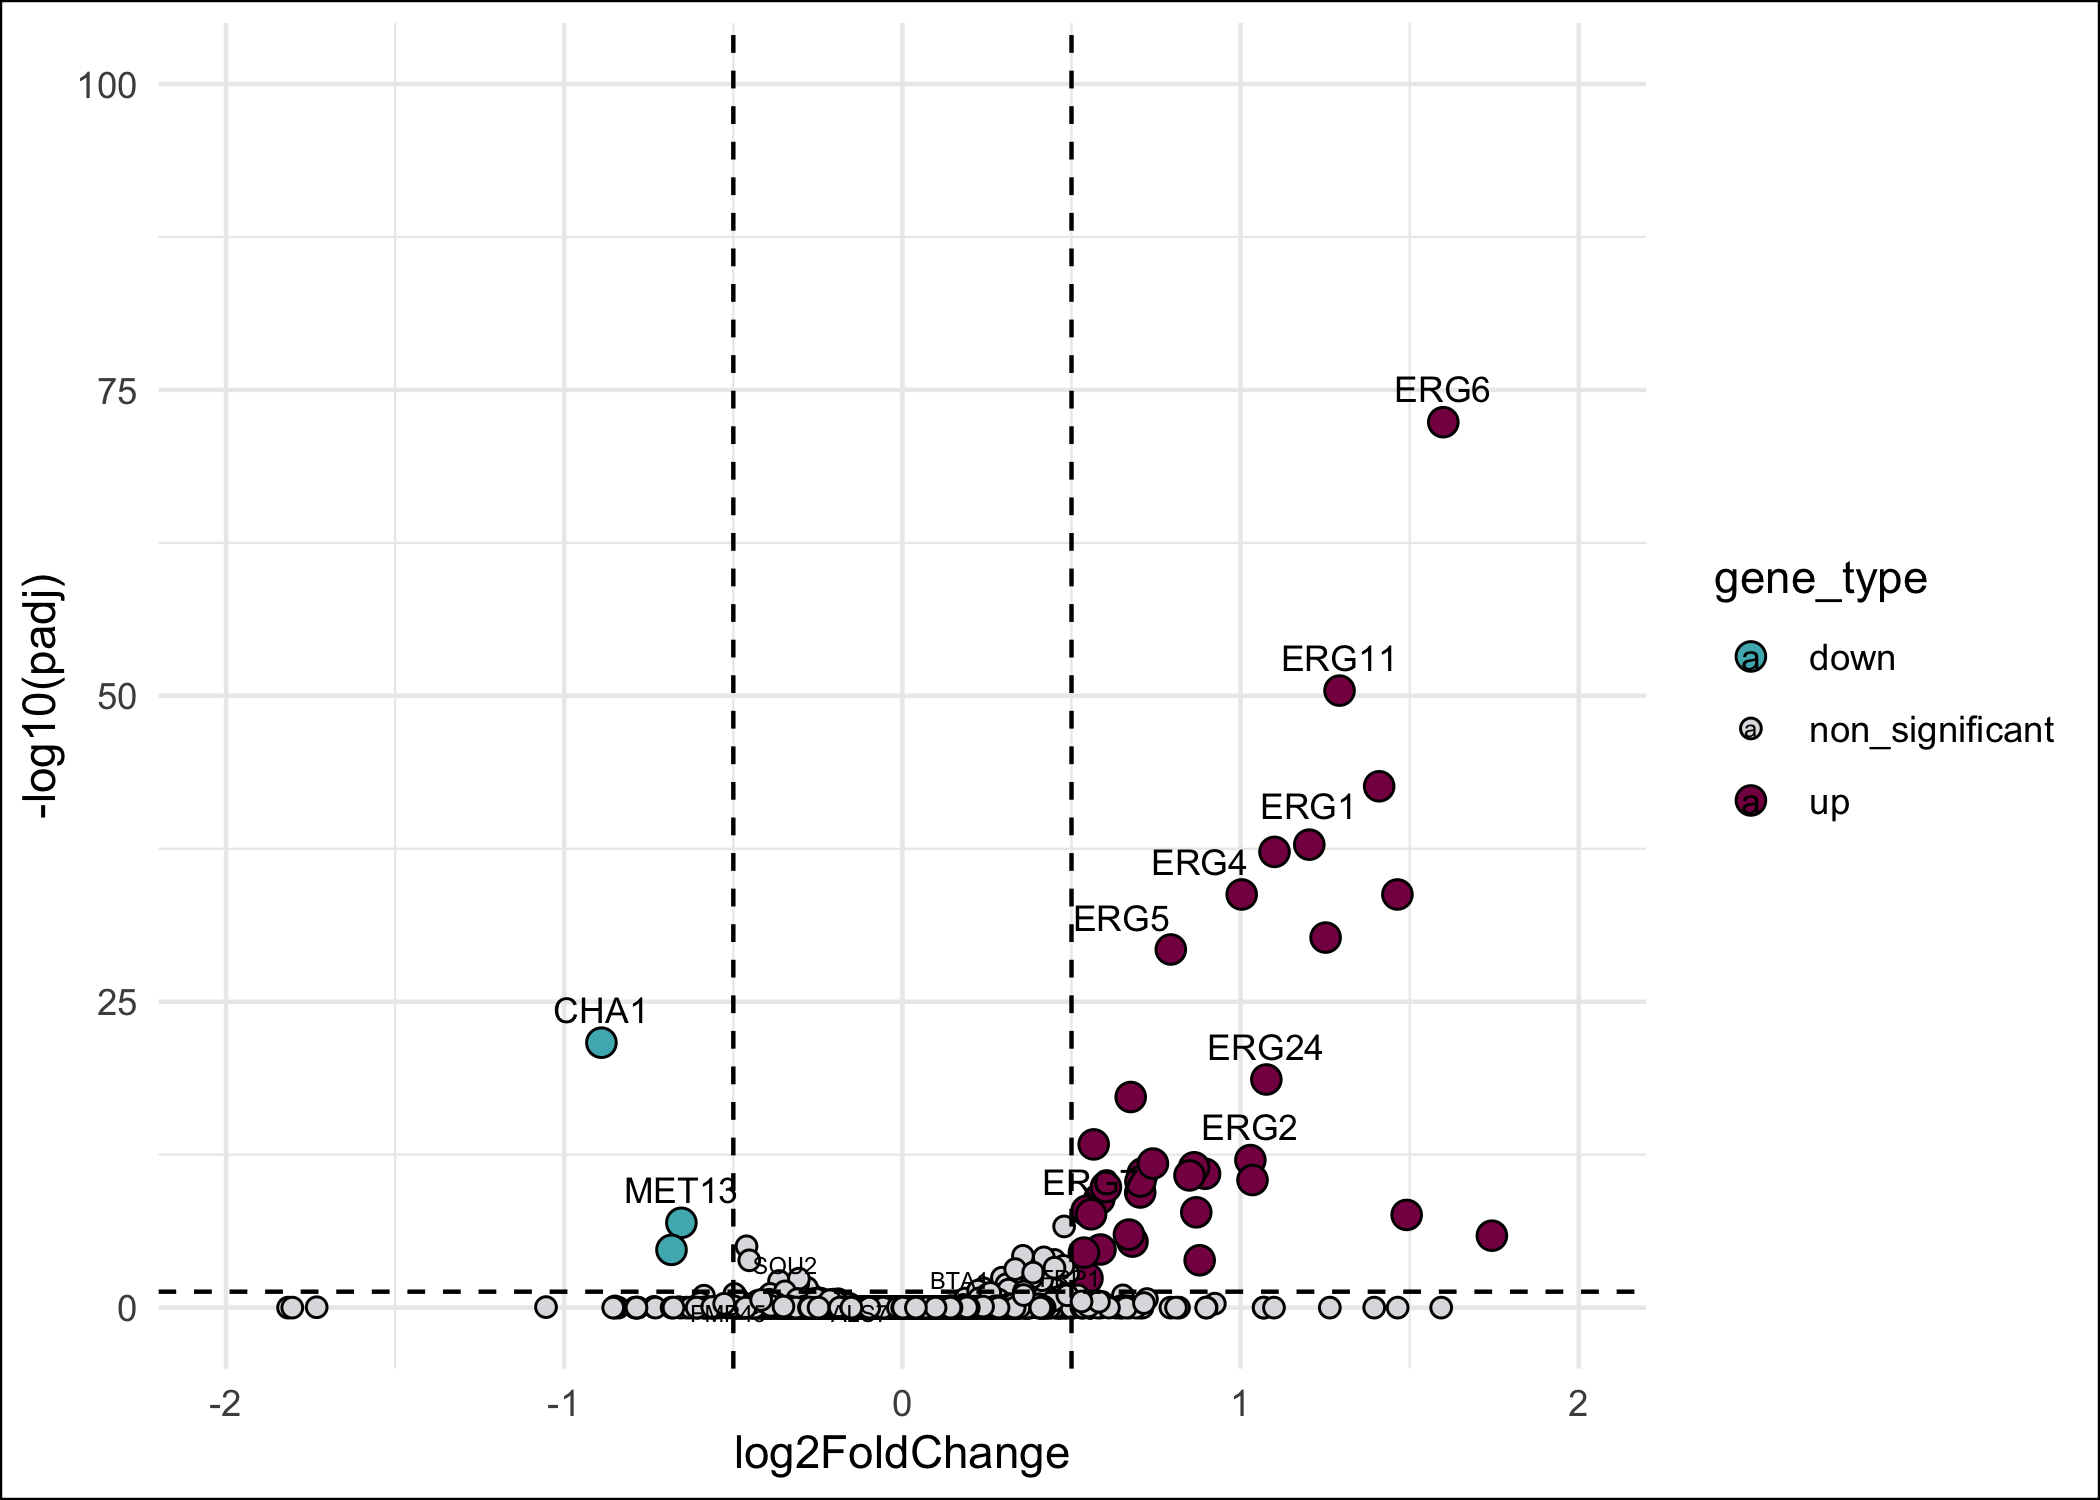 100
75
50
25
0
-log10(padj)
ERG6
ERG11
ERG1
ERG4
ERG5
CHA1
ERG24
ERG2
MET13
SOU2
BTA1
ALS7
-2
-1
0
1
2
log2FoldChange
gene_type
a down
a non_significant
a up